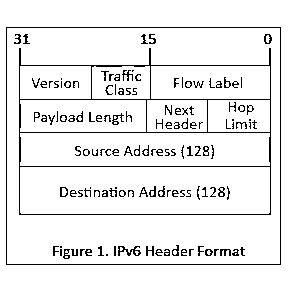 31 15 0
Version Traffic Class Flow Label
Payload Length Next Header Hop Limit
Source Address (128)
Destination Address (128)
Figure 1. IPv6 Header Format